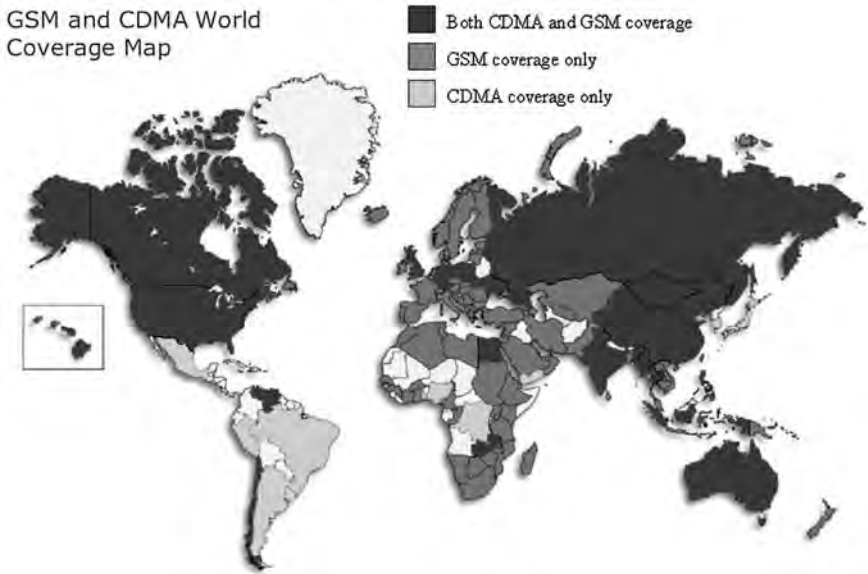 GSM and CDMA World
Coverage Map
Both CDMA and GSM coverage
GSM coverage only
CDMA coverage only